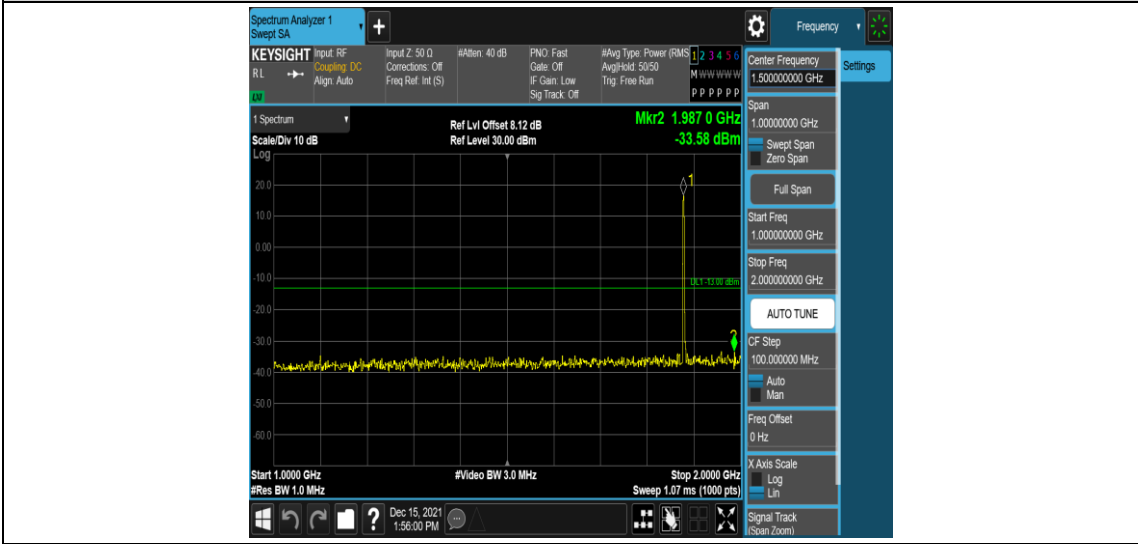 Spectrum Analyzer 1
Swept SA
+
Frequency
KEYSIGHT
RL
Input: RF
Coupling: DC
Align: Auto
Input Z: 50 Ω
Corrections: Off
Freq Ref: Int (S)
#Atten: 40 dB
PNO: Fast
Gate: Off
IF Gain: Low
Sig Track: Off
#Avg Type: Power (RMS
Avg|Hold: 50/50
Trig: Free Run
1 2 3 4 5 6
M W W W W W
P P P P P P
1 Spectrum
Scale/Div 10 dB
Log
Ref Lvl Offset 8.12 dB
Ref Level 30.00 dBm
Mkr2 1.987 0 GHz
-33.58 dBm
20.0
10.0
0.00
-10.0
-20.0
-30.0
-40.0
-50.0
-60.0
1
DL1 -13.00 dBm
2
Start 1.0000 GHz
#Res BW 1.0 MHz
#Video BW 3.0 MHz
Stop 2.0000 GHz
Sweep 1.07 ms (1000 pts)
Center Frequency
1.500000000 GHz
Settings
Span
1.00000000 GHz
Swept Span
Zero Span
Full Span
Start Freq
1.000000000 GHz
Stop Freq
2.000000000 GHz
AUTO TUNE
CF Step
100.000000 MHz
Auto
Man
Freq Offset
0 Hz
X Axis Scale
Log
Lin
Signal Track
(Span Zoom)
?
Dec 15, 2021
1:56:00 PM